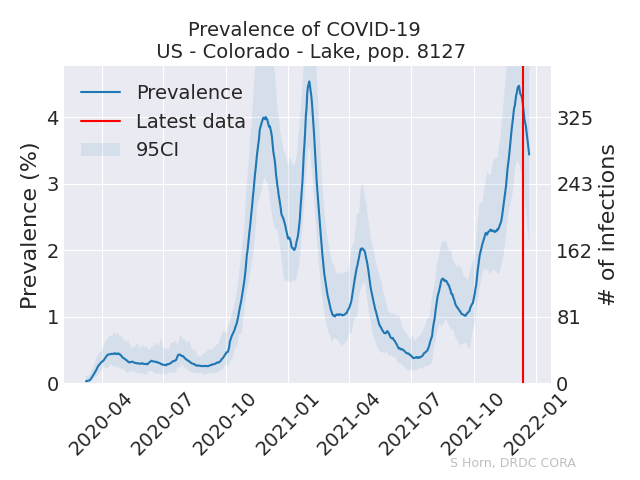 Prevalence of COVID-19
US - Colorado - Lake, pop. 8127
Prevalence
Latest data
95CI
Prevalence (%)
4
3
2
1
0
# of infections
325
243
162
81
0
2020-04
2020-07
2020-10
2021-01
2021-04
2021-07
2021-10
2022-01
S Horn, DRDC CORA